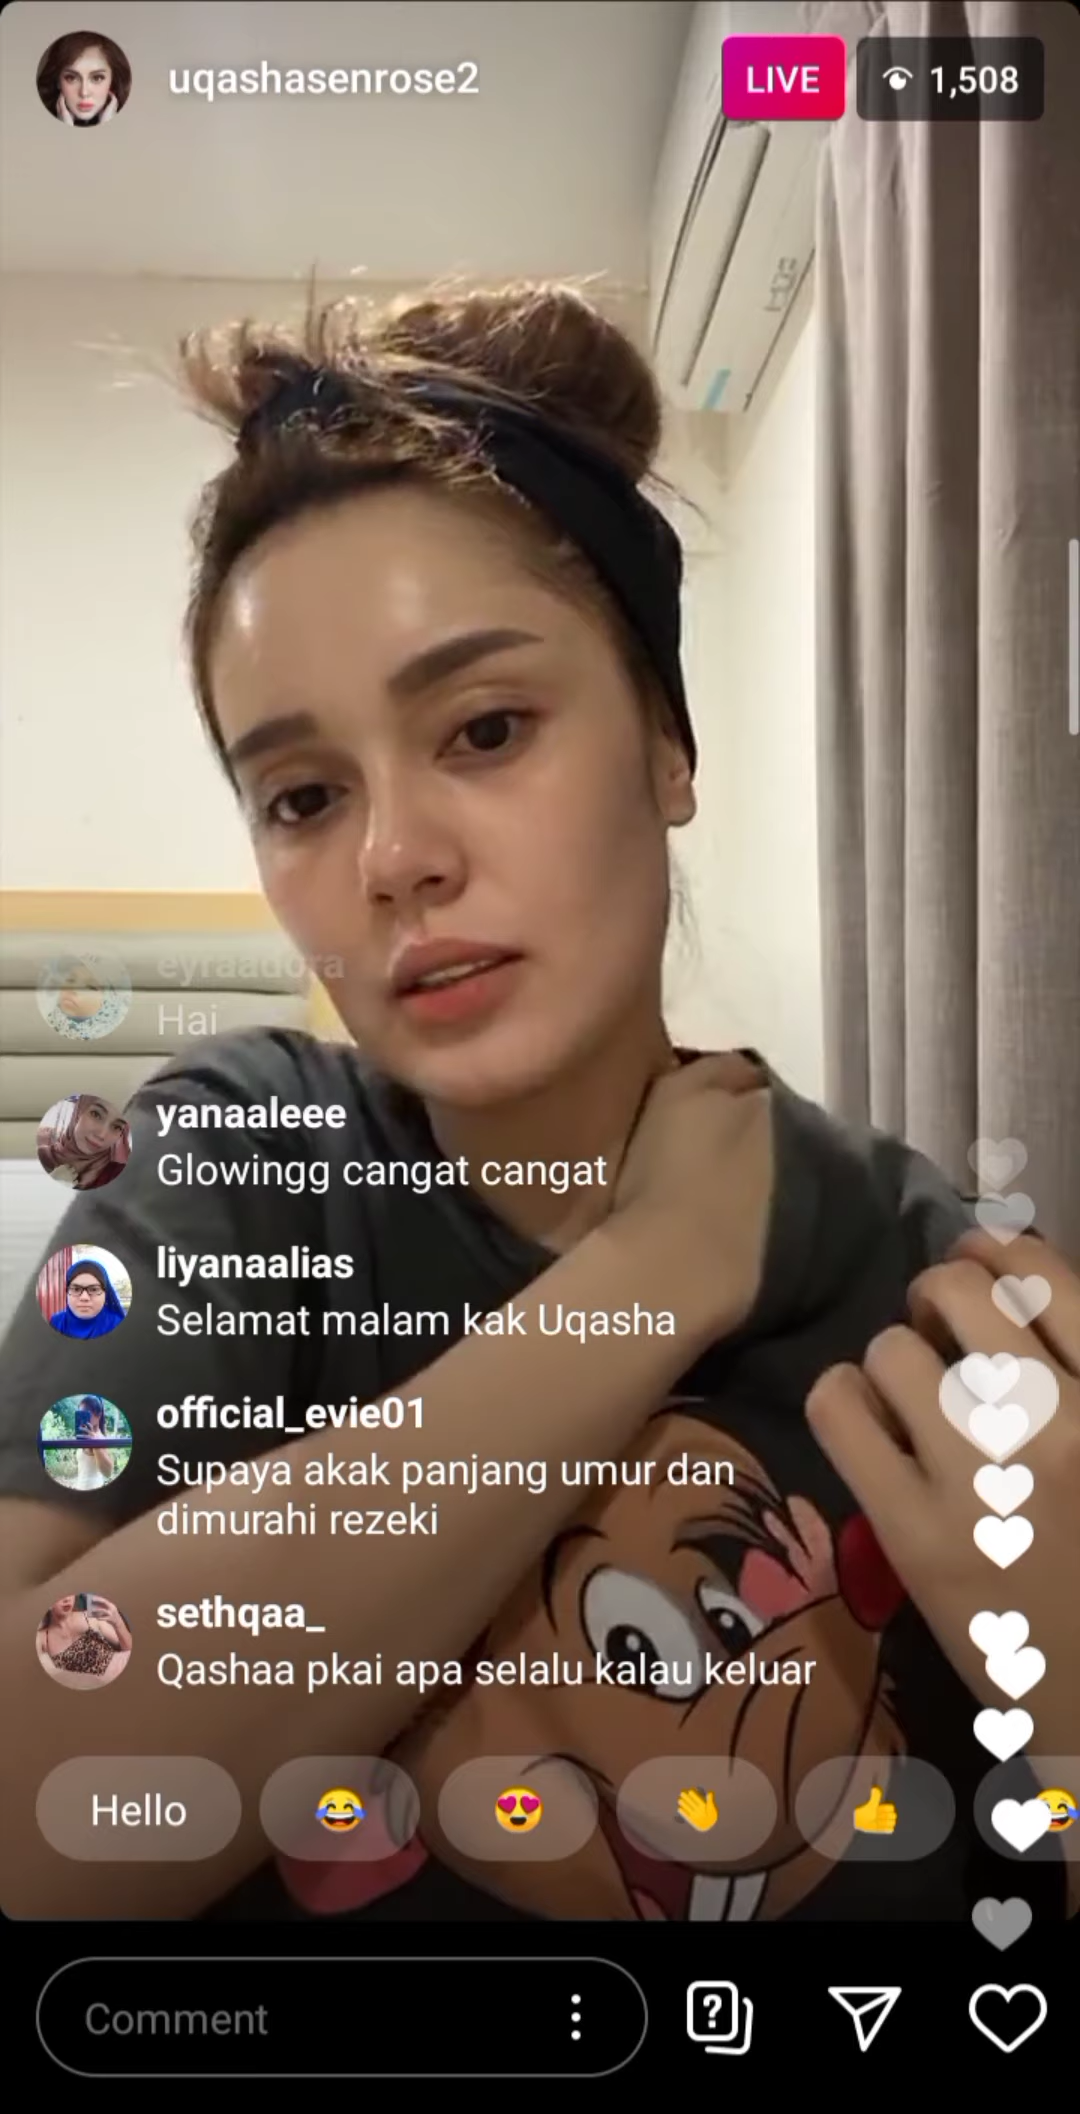 uqashasenrose2
LIVE
1,508
eyraadora
Hai
yanaaleee
Glowingg cangat cangat
liyanaalias
Selamat malam kak Uqasha
official_evie01
Supaya akak panjang umur dan
dimurahi rezeki
sethqaa_
Qashaa pkai apa selalu kalau keluar
Hello
Comment